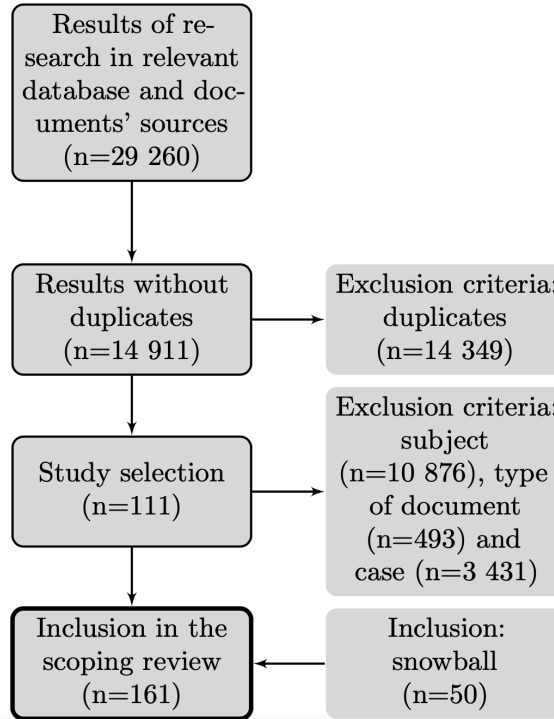 Results of re-
search in relevant
database and doc-
uments' sources
(n=29 260)
Results without
duplicates
(n=14 911)
Exclusion criteria:
duplicates
(n=14 349)
Study selection
(n=111)
Exclusion criteria:
subject
(n=10 876), type
of document
(n=493) and
case (n=3 431)
Inclusion in the
scoping review
(n=161)
Inclusion:
snowball
(n=50)